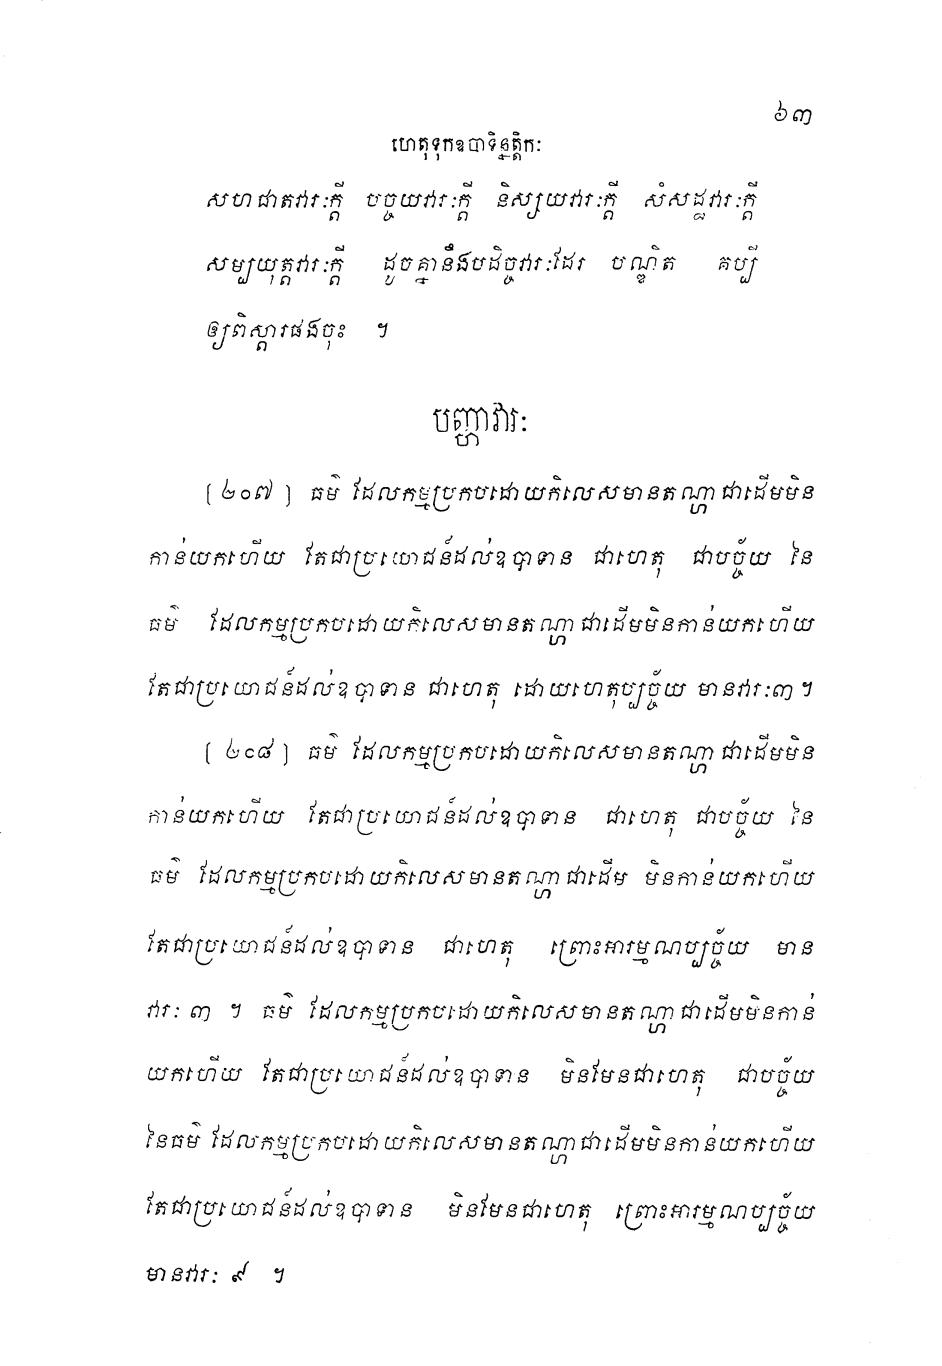 ៦៣
ហេតុទុកឧបាទិន្នត្តិកៈ
សហជាតវារៈក្តី បច្ចយវារៈក្តី និស្សយវារៈក្តី សំសដ្ឋវារៈក្តី
សម្បយុត្តវារៈក្តី ដូចគ្នានឹងបដិច្ចវារៈដែរ បណ្ឌិត គប្បី
ឲ្យពិស្តារផងចុះ ។
បញ្ហាវារៈ
[២០៧] ធម៌ ដែលកម្មប្រកបដោយកិលេសមានតណ្ហាជាដើមមិន
កាន់យកហើយ តែជាប្រយោជន៍ដល់ឧបាទាន ជាហេតុ ជាបច្ច័យ នៃ
ធម៌ ដែលកម្មប្រកបដោយកិលេសមានតណ្ហាជាដើមមិនកាន់យកហើយ
តែជាប្រយោជន៍ដល់ឧបាទាន ជាហេតុ ដោយហេតុប្បច្ច័យ មានវារៈ៣ ។
[២០៨] ធម៌ ដែលកម្មប្រកបដោយកិលេសមានតណ្ហាជាដើមមិន
កាន់យកហើយ តែជាប្រយោជន៍ដល់ឧបាទាន ជាហេតុ ជាបច្ច័យ នៃ
ធម៌ ដែលកម្មប្រកបដោយកិលេសមានតណ្ហាជាដើម មិនកាន់យកហើយ
តែជាប្រយោជន៍ដល់ឧបាទាន ជាហេតុ ព្រោះអារម្មណប្បច្ច័យ មាន
វារៈ ៣ ។ ធម៌ ដែលកម្មប្រកបដោយកិលេសមានតណ្ហាជាដើមមិនកាន់
យកហើយ តែជាប្រយោជន៍ដល់ឧបាទាន មិនមែនជាហេតុ ជាបច្ច័យ
នៃធម៌ ដែលកម្មប្រកបដោយកិលេសមានតណ្ហាជាដើមមិនកាន់យកហើយ
តែជាប្រយោជន៍ដល់ឧបាទាន មិនមែនជាហេតុ ព្រោះអារម្មណប្បច្ច័យ
មានវារៈ ៩ ។